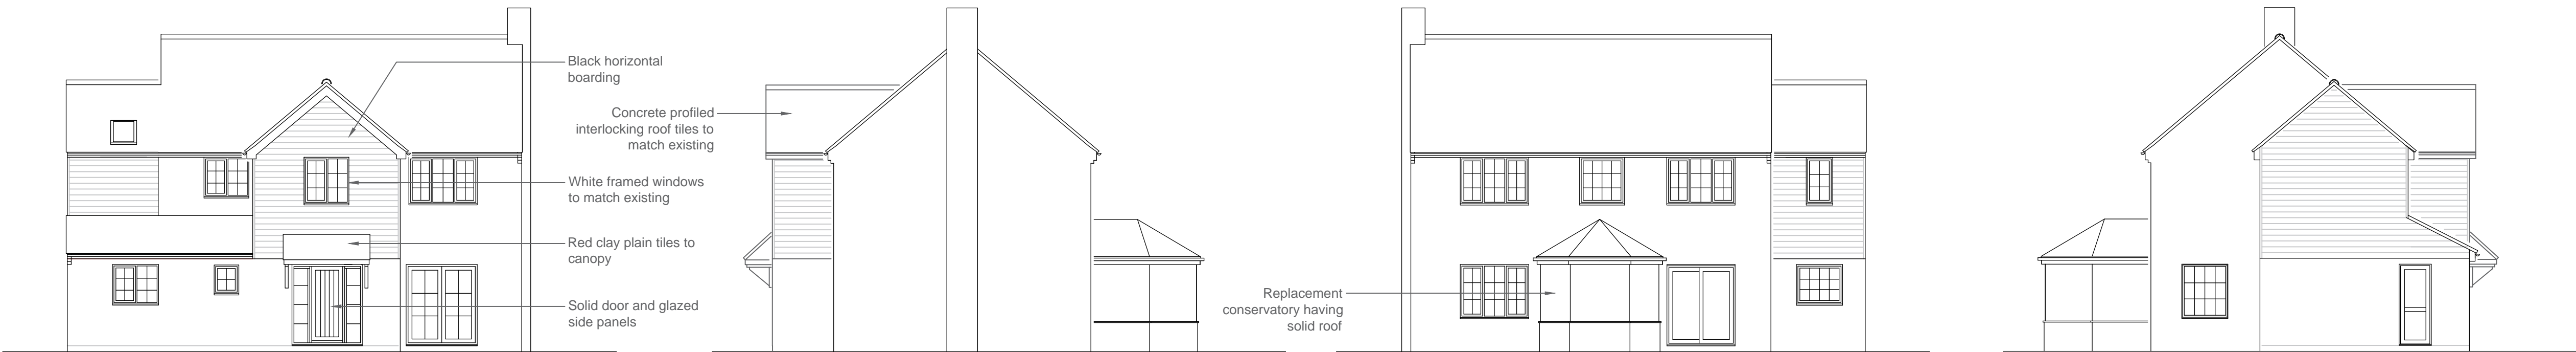 Black horizontal
boarding
White framed windows
to match existing
Red clay plain tiles to
canopy
Solid door and glazed
side panels
Concrete profiled
interlocking roof tiles to
match existing
Replacement
conservatory having
solid roof